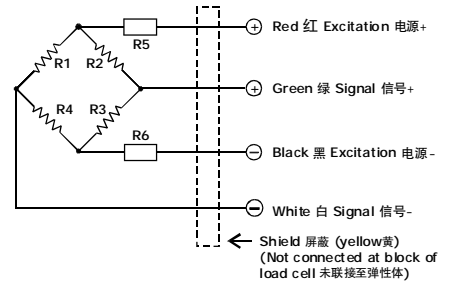 R5
Red 红 Excitation 电源+
R1
R2
Green 绿 Signal 信号+
R4
R3
R6
Black 黑 Excitation 电源-
White 白 Signal 信号-
Shield 屏蔽 (yellow黄)
(Not connected at block of
load cell 未联接至弹性体)